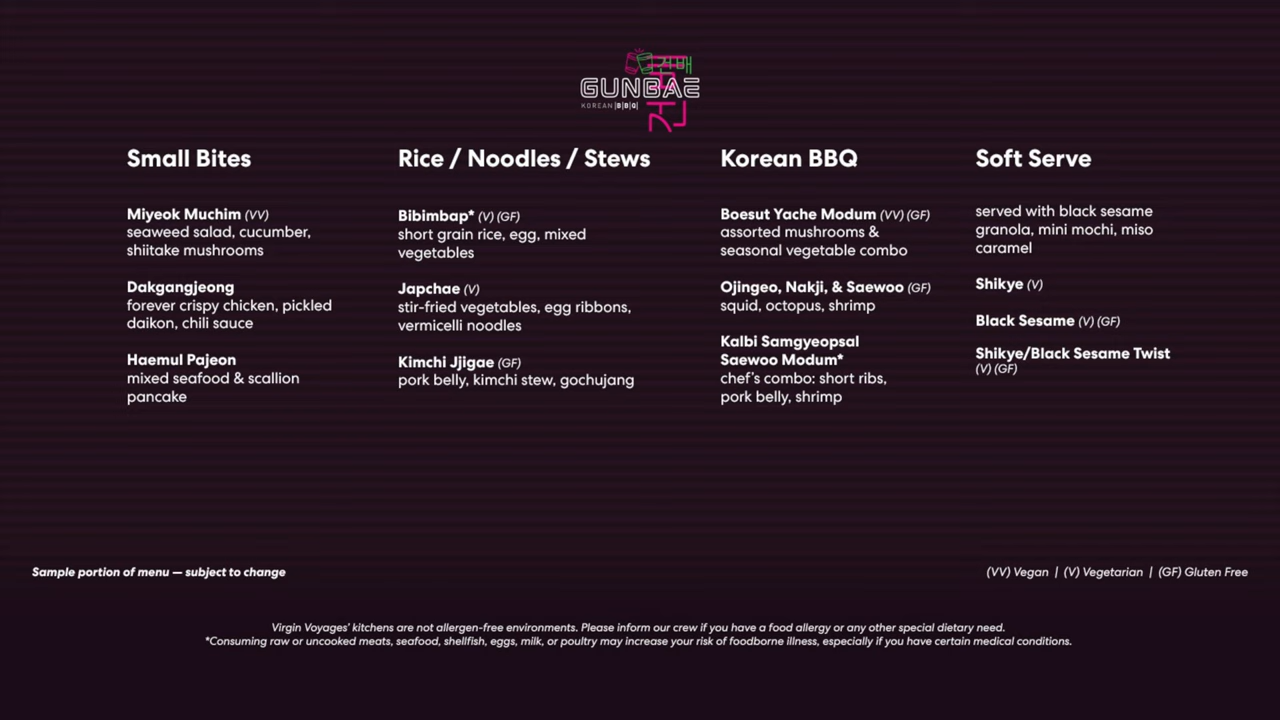 건배
GUNBAE
KOREAN BBQ
Small Bites
Miyeok Muchim (VV)
seaweed salad, cucumber,
shiitake mushrooms
Dakgangjeong
forever crispy chicken, pickled
daikon, chili sauce
Haemul Pajeon
mixed seafood & scallion
pancake
Rice / Noodles / Stews
Bibimbap* (V) (GF)
short grain rice, egg, mixed
vegetables
Japchae (V)
stir-fried vegetables, egg ribbons,
vermicelli noodles
Kimchi Jjigae (GF)
pork belly, kimchi stew, gochujang
Korean BBQ
Boesut Yache Modum (VV) (GF)
assorted mushrooms &
seasonal vegetable combo
Ojingeo, Nakji, & Saewoo (GF)
squid, octopus, shrimp
Kalbi Samgyeopsal
Saewoo Modum*
chef's combo: short ribs,
pork belly, shrimp
Soft Serve
served with black sesame
granola, mini mochi, miso
caramel
Shikye (V)
Black Sesame (V) (GF)
Shikye/Black Sesame Twist
(V) (GF)
Sample portion of menu — subject to change
(VV) Vegan | (V) Vegetarian | (GF) Gluten Free
Virgin Voyages' kitchens are not allergen-free environments. Please inform our crew if you have a food allergy or any other special dietary need.
*Consuming raw or uncooked meats, seafood, shellfish, eggs, milk, or poultry may increase your risk of foodborne illness, especially if you have certain medical conditions.